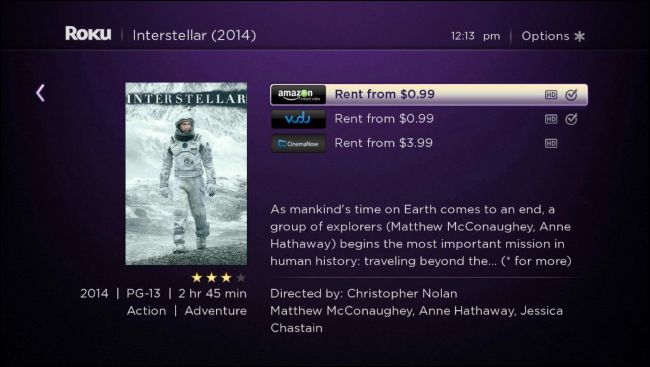 Roku
Interstellar (2014)
12:13 pm
Options ✱
INTERSTELLAR
amazon
Rent from $0.99
HD
vudu
Rent from $0.99
HD
CinemaNow
Rent from $3.99
HD
As mankind's time on Earth comes to an end, a
group of explorers (Matthew McConaughey, Anne
Hathaway) begins the most important mission in
human history: traveling beyond the... (* for more)
2014 | PG-13 | 2 hr 45 min
Action | Adventure
Directed by: Christopher Nolan
Matthew McConaughey, Anne Hathaway, Jessica
Chastain